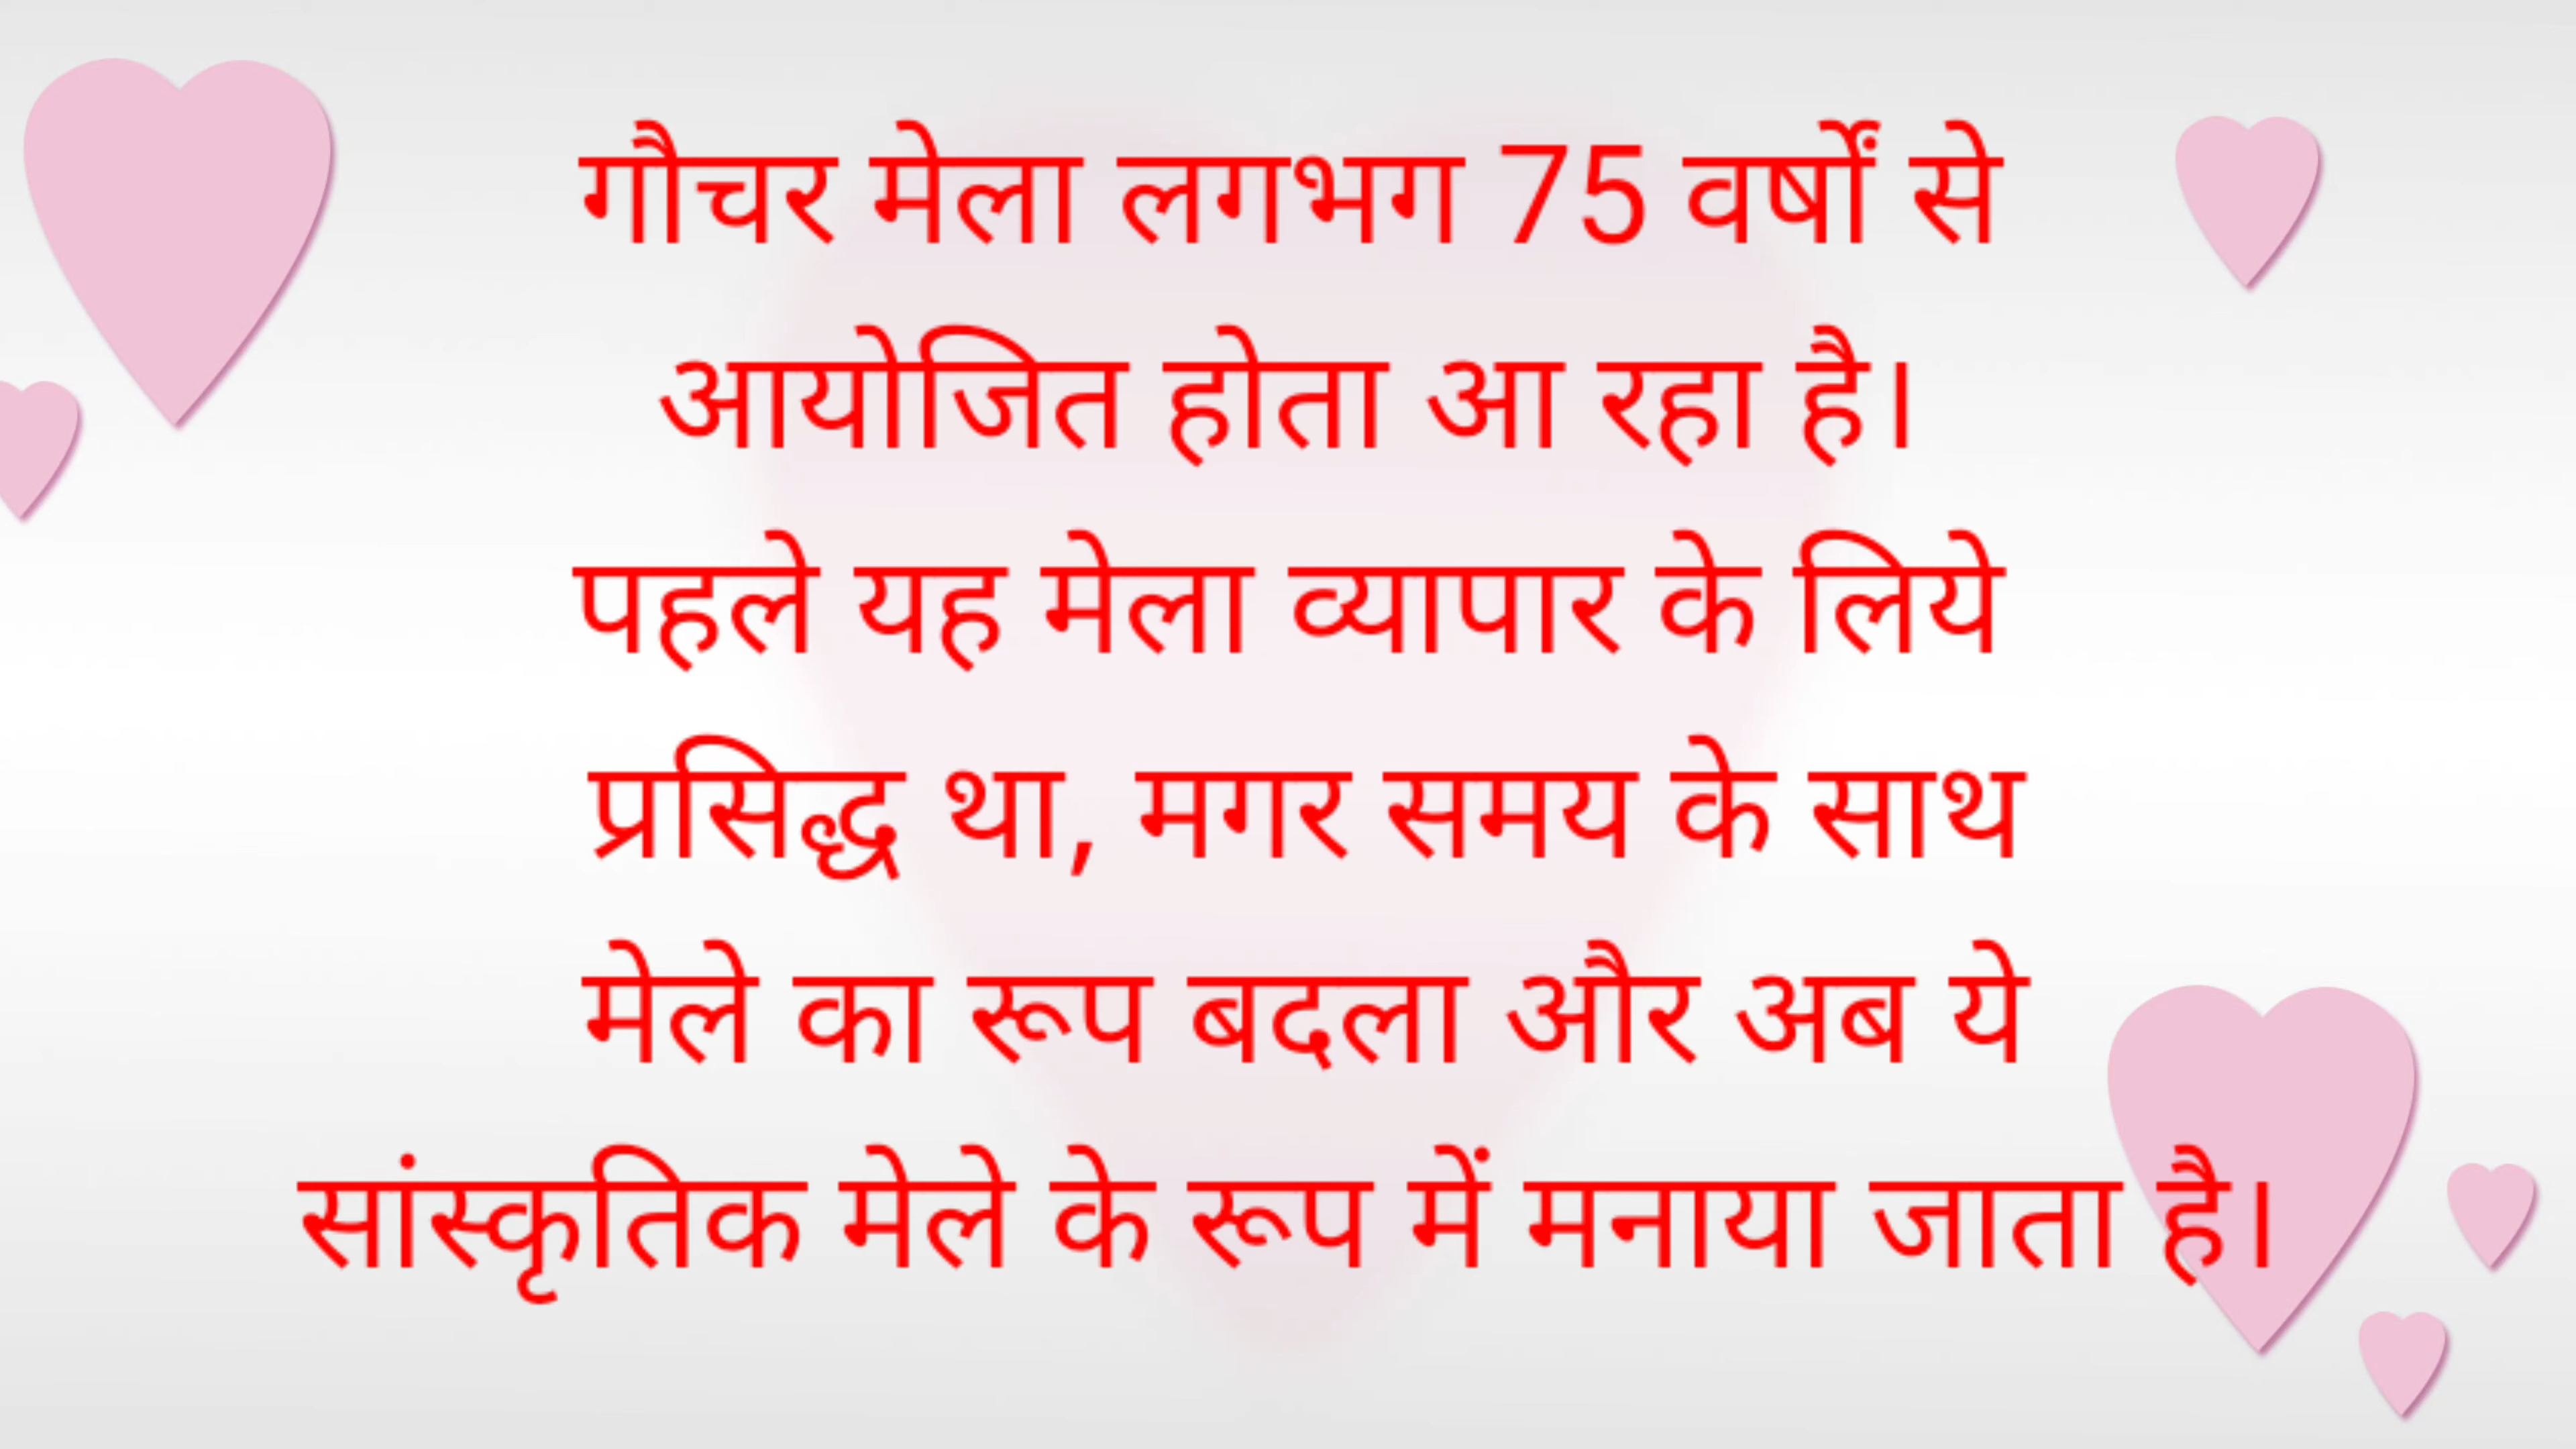 गौचर मेला लगभग 75 वर्षों से
आयोजित होता आ रहा है।
पहले यह मेला व्यापार के लिये
प्रसिद्ध था, मगर समय के साथ
मेले का रूप बदला और अब ये
सांस्कृतिक मेले के रूप में मनाया जाता है।